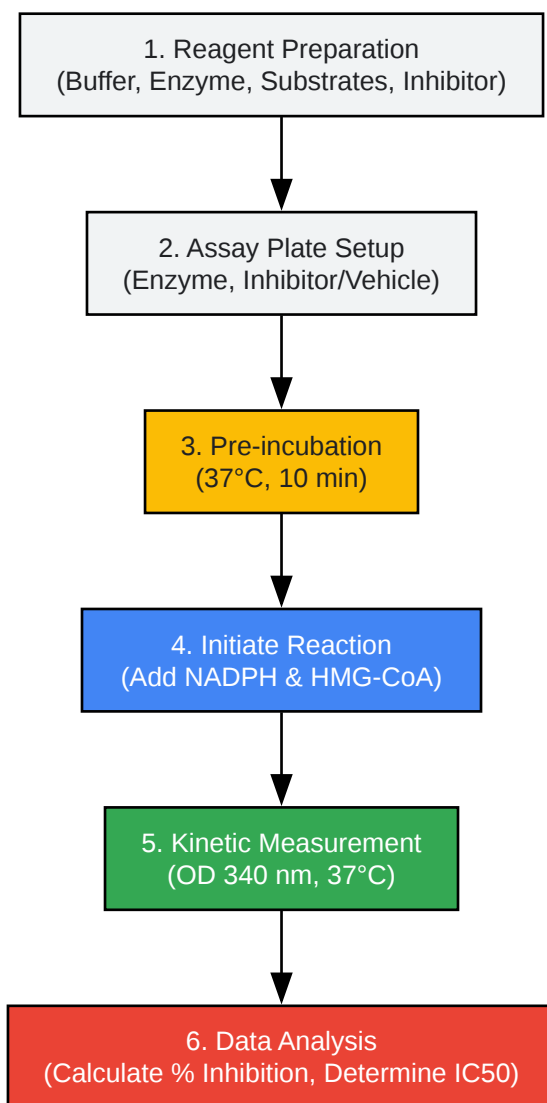 1. Reagent Preparation
(Buffer, Enzyme, Substrates, Inhibitor)
2. Assay Plate Setup
(Enzyme, Inhibitor/Vehicle)
3. Pre-incubation
(37°C, 10 min)
4. Initiate Reaction
(Add NADPH & HMG-CoA)
5. Kinetic Measurement
(OD 340 nm, 37°C)
6. Data Analysis
(Calculate % Inhibition, Determine IC50)